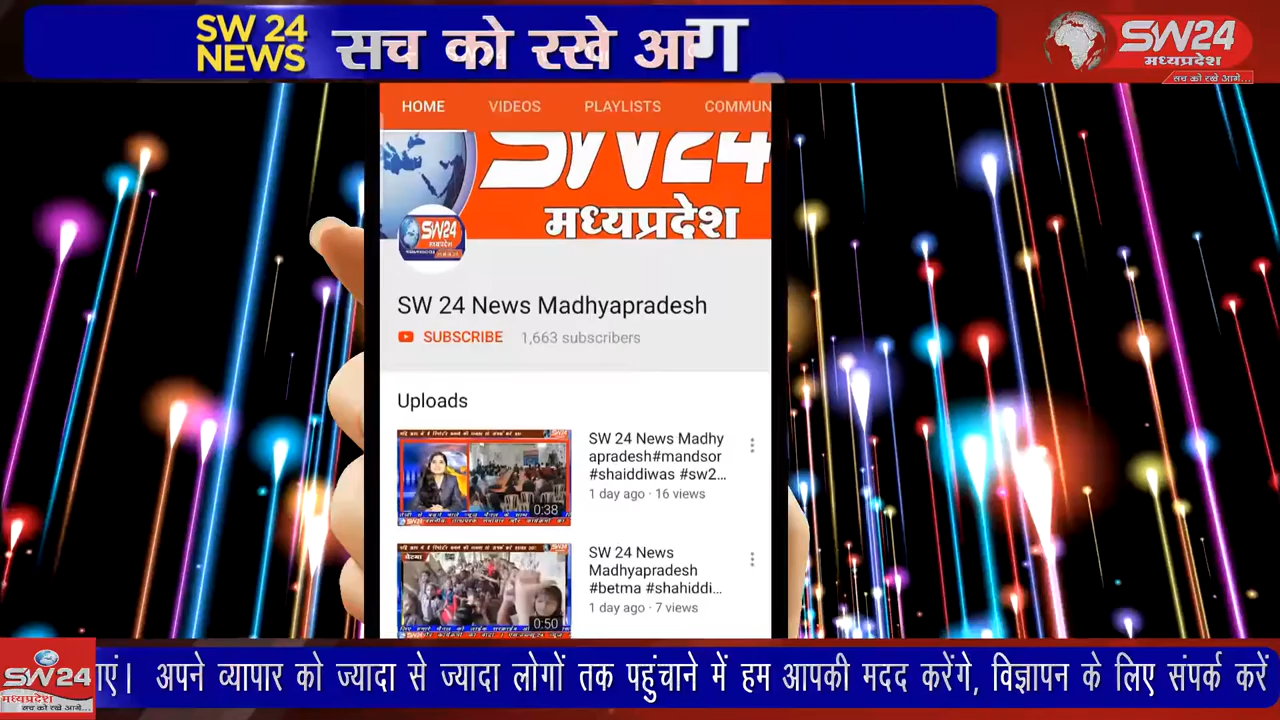 SW 24
NEWS
सच को रखे आग
SW24
मध्यप्रदेश
सच को रखे आगे...
HOME VIDEOS PLAYLISTS COMMUN
SW24
मध्यप्रदेश
SW24
SW 24 News Madhyapradesh
SUBSCRIBE 1,663 subscribers
Uploads
SW 24 News Madhy
apradesh#mandsor
#shaiddiwas #sw2...
1 day ago · 16 views
0:38
SW 24 News
Madhyapradesh
#betma #shahiddi...
1 day ago · 7 views
बेटमा
0:50
SW24
मध्यप्रदेश
सच को रखे आगे...
एं। अपने व्यापार को ज्यादा से ज्यादा लोगों तक पहुंचाने में हम आपकी मदद करेंगे, विज्ञापन के लिए संपर्क करें